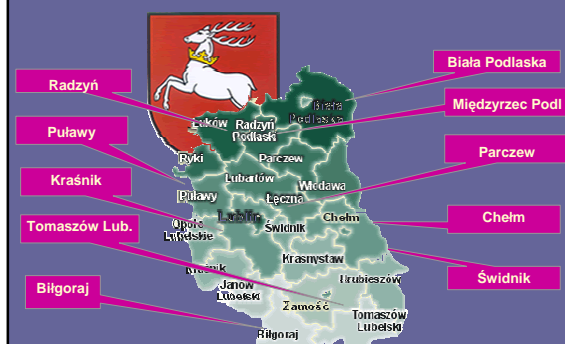 Radzyń
Puławy
Kraśnik
Tomaszów Lub.
Biłgoraj
Biała Podlaska
Międzyrzec Podl
Parczew
Chełm
Świdnik
Biała
Podlaska
Łuków
Radzyń
Podlaski
Ryki
Parczew
Lubartów
Włodawa
Puławy
Łęczna
Lublin
Chełm
Opole
Lubelskie
Świdnik
Krasnystaw
Kraśnik
Hrubieszów
Janów
Lubelski
Zamość
Tomaszów
Lubelski
Biłgoraj